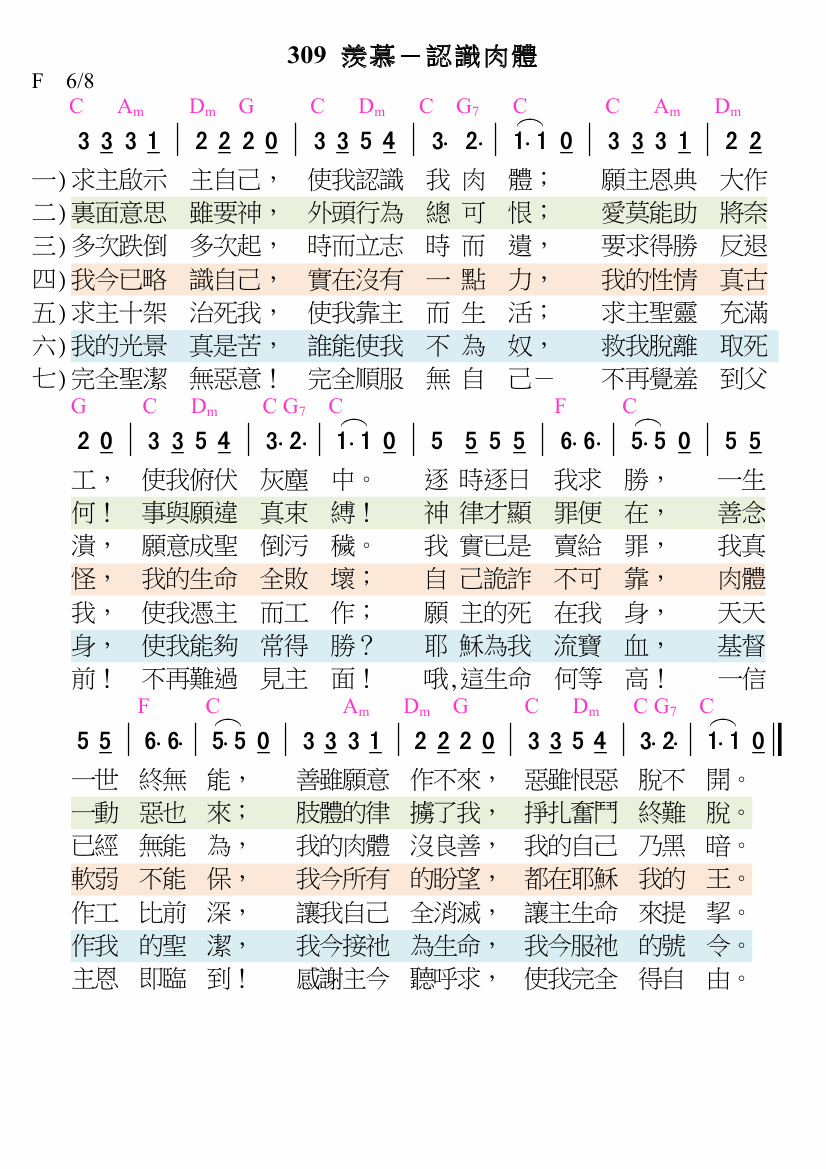 309 羨慕－認識肉體
F 6/8
C Am Dm G C Dm C G7 C C Am Dm
3 3 3 1 | 2 2 2 0 | 3 3 5 4 | 3· 2· | 1· 1 0 | 3 3 3 1 | 2 2
一) 求主啟示 主自己， 使我認識 我 肉 體； 願主恩典 大作
二) 裏面意思 雖要神， 外頭行為 總 可 恨； 愛莫能助 將奈
三) 多次跌倒 多次起， 時而立志 時 而 遺， 要求得勝 反退
四) 我今已略 識自己， 實在沒有 一 點 力， 我的性情 真古
五) 求主十架 治死我， 使我靠主 而 生 活； 求主聖靈 充滿
六) 我的光景 真是苦， 誰能使我 不 為 奴， 救我脫離 取死
七) 完全聖潔 無惡意！ 完全順服 無 自 己－ 不再覺羞 到父
G C Dm C G7 C F C
2 0 | 3 3 5 4 | 3· 2· | 1· 1 0 | 5 5 5 5 | 6· 6· | 5· 5 0 | 5 5
工， 使我俯伏 灰塵 中。 逐 時逐日 我求 勝， 一生
何！ 事與願違 真束 縛！ 神 律才顯 罪便 在， 善念
潰， 願意成聖 倒污 穢。 我 實已是 賣給 罪， 我真
怪， 我的生命 全敗 壞； 自 己詭詐 不可 靠， 肉體
我， 使我憑主 而工 作； 願 主的死 在我 身， 天天
身， 使我能夠 常得 勝？ 耶 穌為我 流寶 血， 基督
前！ 不再難過 見主 面！ 哦,這生命 何等 高！ 一信
F C Am Dm G C Dm C G7 C
5 5 | 6· 6· | 5· 5 0 | 3 3 3 1 | 2 2 2 0 | 3 3 5 4 | 3· 2· | 1· 1 0 ||
一世 終無 能， 善雖願意 作不來， 惡雖恨惡 脫不 開。
一動 惡也 來； 肢體的律 擄了我， 掙扎奮鬥 終難 脫。
已經 無能 為， 我的肉體 沒良善， 我的自己 乃黑 暗。
軟弱 不能 保， 我今所有 的盼望， 都在耶穌 我的 王。
作工 比前 深， 讓我自己 全消滅， 讓主生命 來提 挈。
作我 的聖 潔， 我今接祂 為生命， 我今服祂 的號 令。
主恩 即臨 到！ 感謝主今 聽呼求， 使我完全 得自 由。